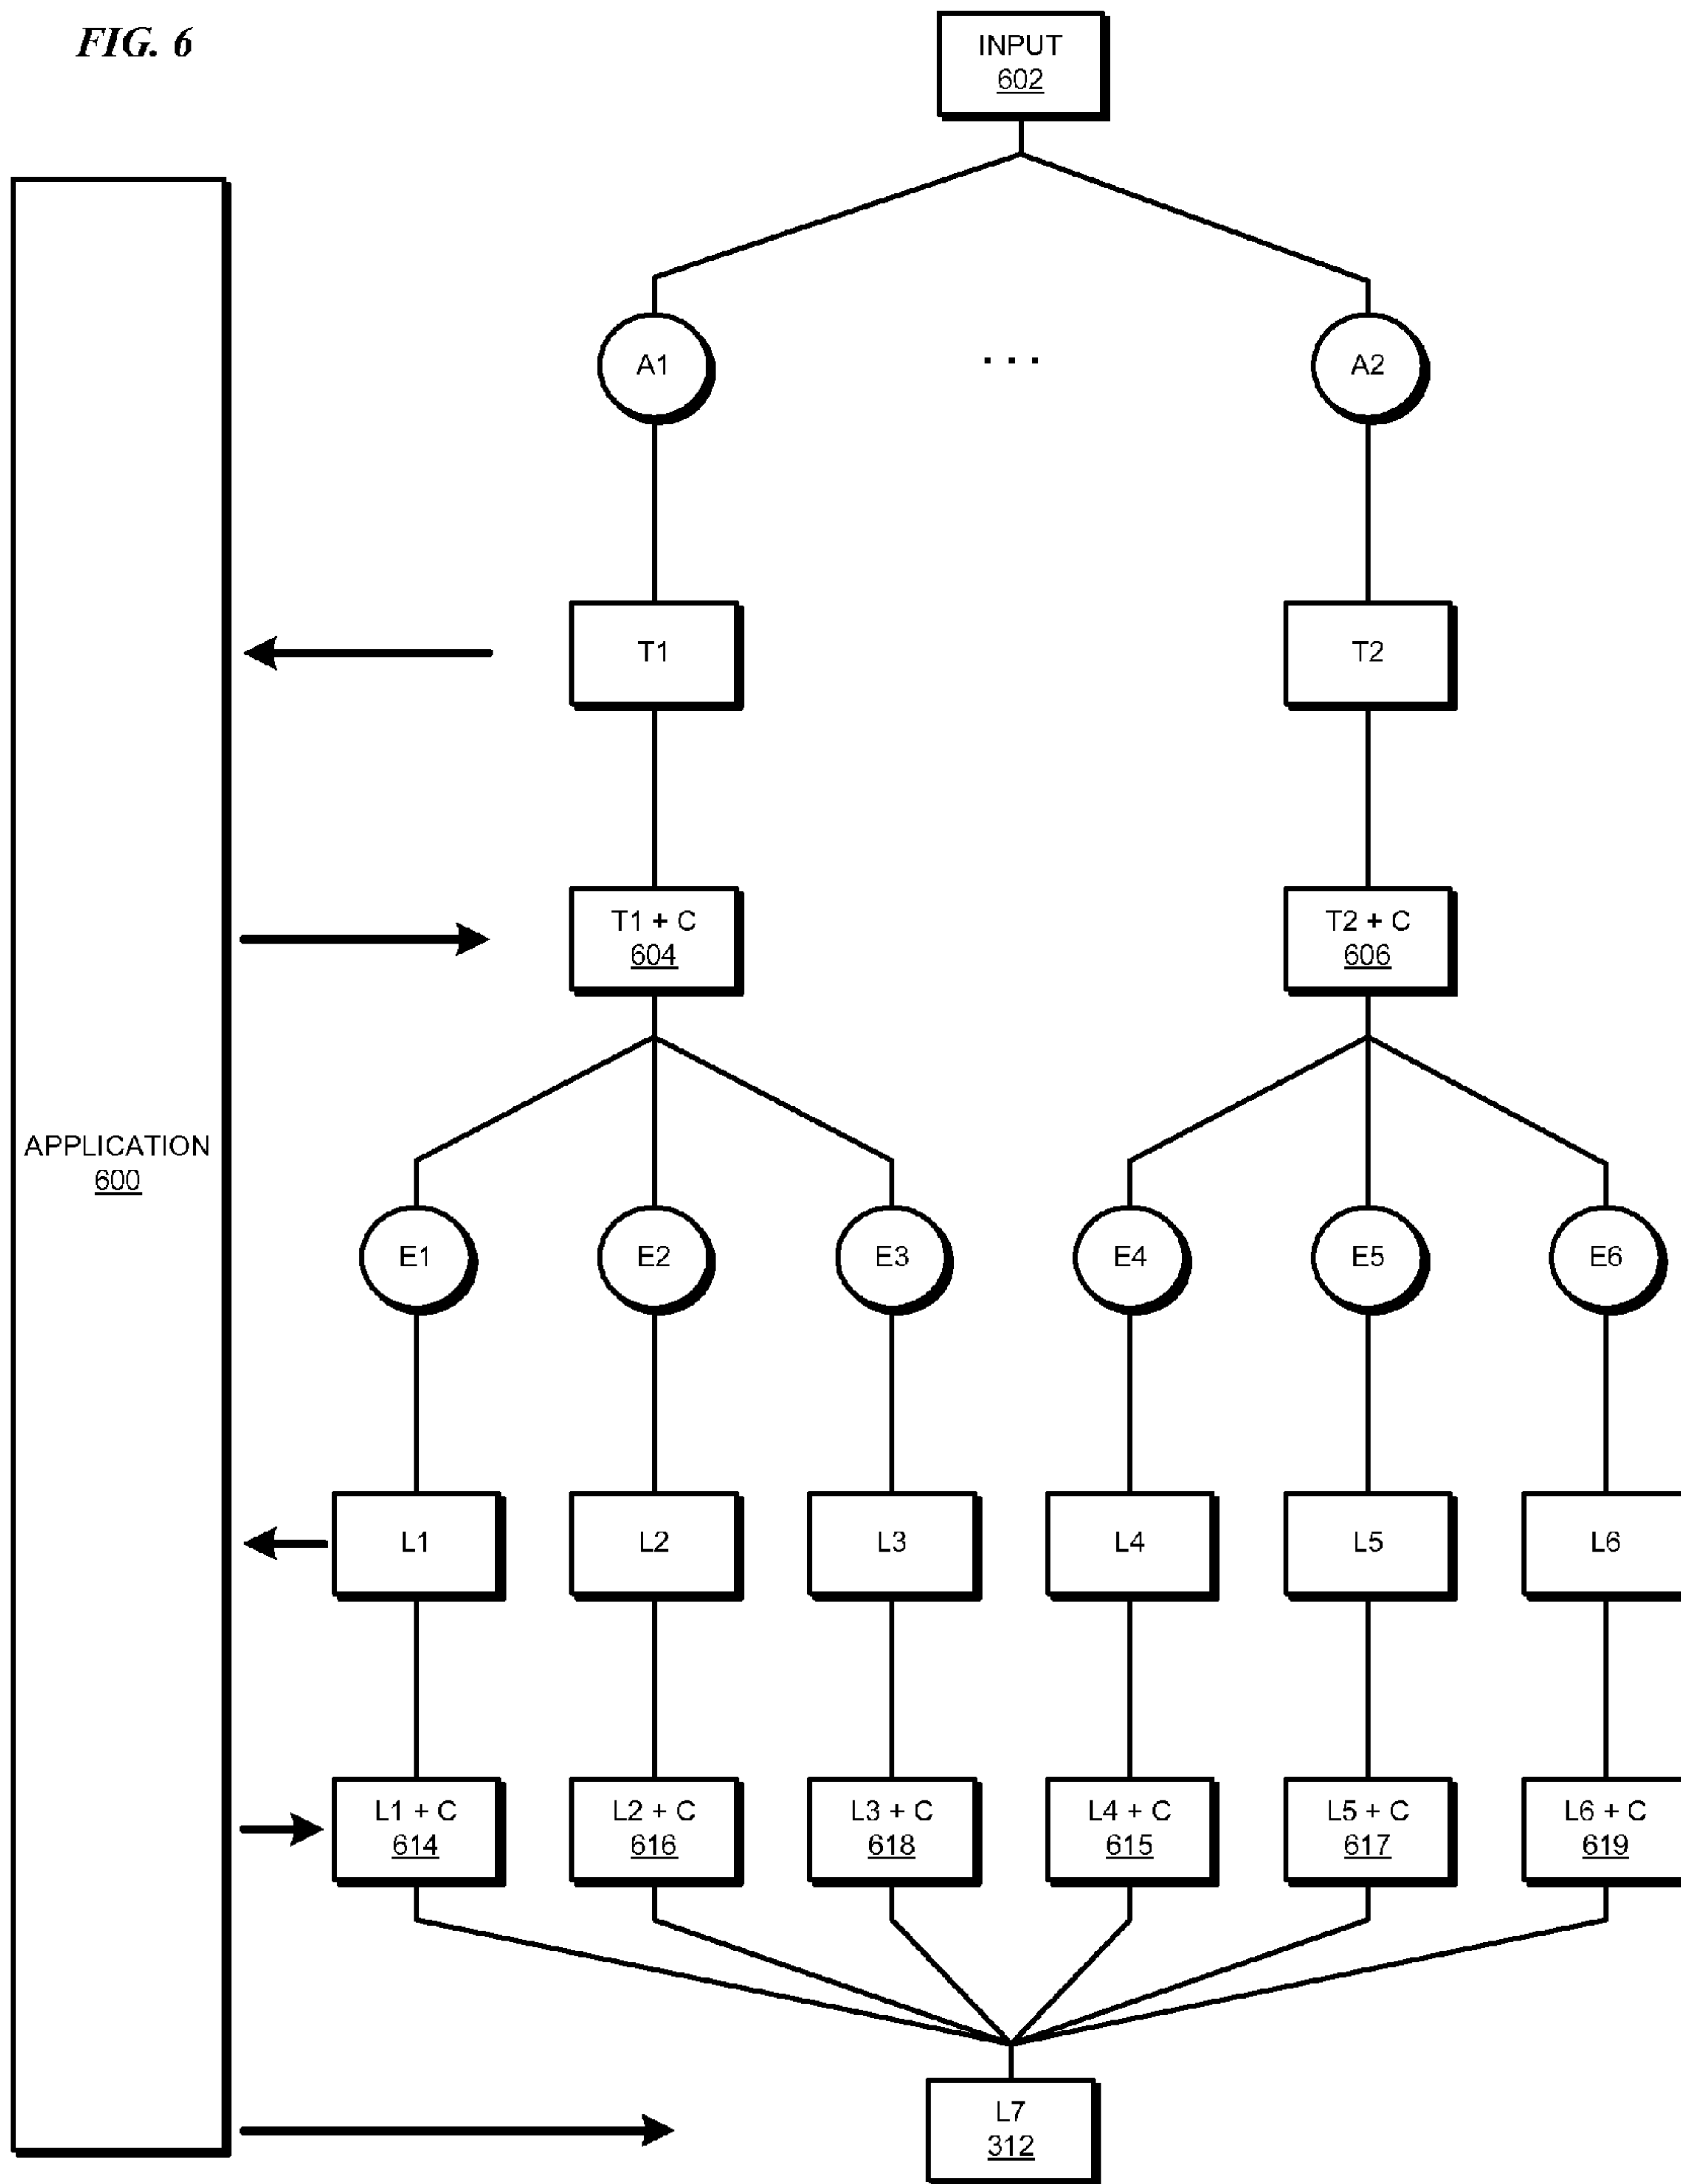 FIG. 6
INPUT
602
A1
. . .
A2
T1
T2
T1 + C
604
T2 + C
606
APPLICATION
600
E1
E2
E3
E4
E5
E6
L1
L2
L3
L4
L5
L6
L1 + C
614
L2 + C
616
L3 + C
618
L4 + C
615
L5 + C
617
L6 + C
619
L7
312